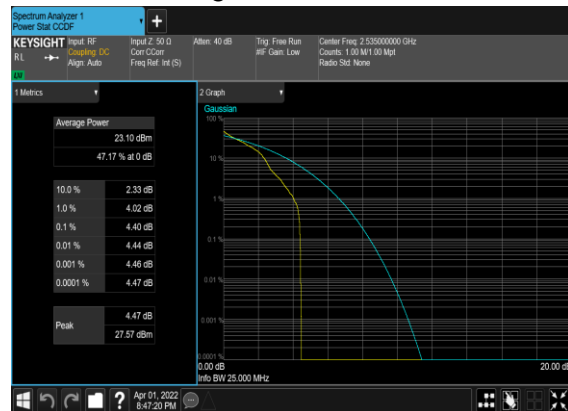 Spectrum Analyzer 1
Power Stat CCDF
KEYSIGHT
RL
LW
Input: RF
Coupling: DC
Align: Auto
Input Z: 50 Ω
Corr CCorr
Freq Ref: Int (S)
Atten: 40 dB
Trig: Free Run
#IF Gain: Low
Center Freq: 2.535000000 GHz
Counts: 1.00 M/1.00 Mpt
Radio Std: None
1 Metrics
Average Power
23.10 dBm
47.17 % at 0 dB
10.0 % 2.33 dB
1.0 % 4.02 dB
0.1 % 4.40 dB
0.01 % 4.44 dB
0.001 % 4.46 dB
0.0001 % 4.47 dB
Peak
4.47 dB
27.57 dBm
2 Graph
Gaussian
100 %
10 %
1 %
0.1 %
0.01 %
0.001 %
0.0001 %
0.00 dB
20.00 dB
Info BW 25.000 MHz
?
Apr 01, 2022
8:47:20 PM